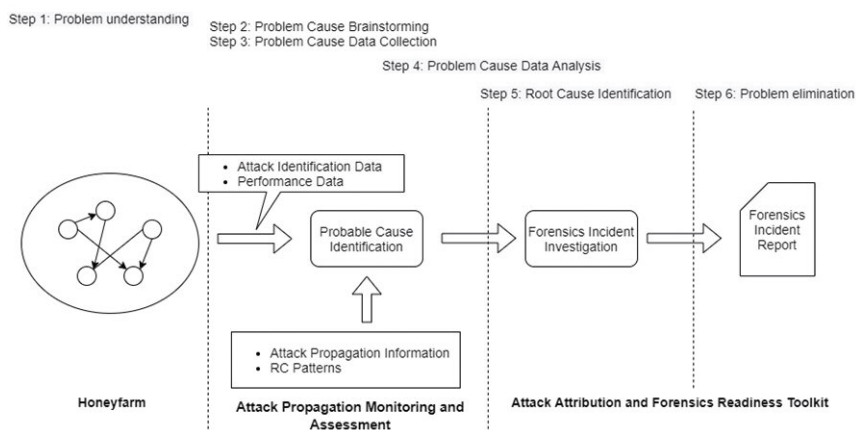 Step 1: Problem understanding
Step 2: Problem Cause Brainstorming
Step 3: Problem Cause Data Collection
Step 4: Problem Cause Data Analysis
Step 5: Root Cause Identification
Step 6: Problem elimination
• Attack Identification Data
• Performance Data
Probable Cause
Identification
Forensics Incident
Investigation
Forensics
Incident
Report
• Attack Propagation Information
• RC Patterns
Honeyfarm
Attack Propagation Monitoring and
Assessment
Attack Attribution and Forensics Readiness Toolkit